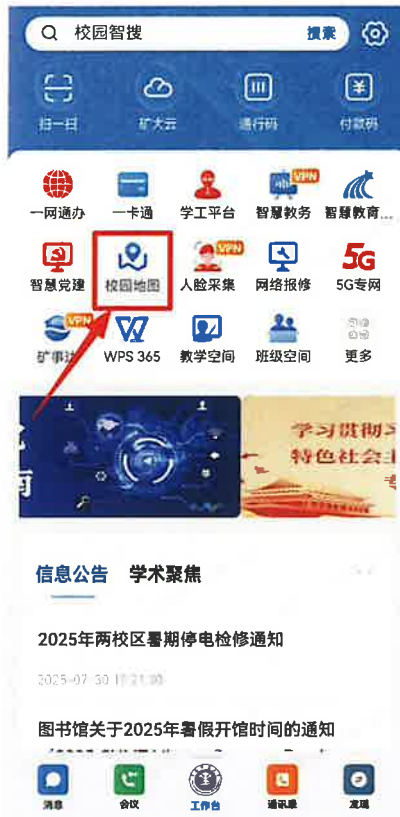 校园智搜 搜索
扫一扫 矿大云 通行码 付款码
VPN
一网通办 一卡通 学工平台 智慧教务 智慧教育...
VPN 5G
智慧党建 校园地图 人脸采集 网络报修 5G专网
VPN
WPS 365 教学空间 班级空间 更多
学习贯彻
特色社会主
南
信息公告 学术聚焦
2025年两校区暑期停电检修通知
2025-07-30
图书馆关于2025年暑假开馆时间的通知
消息 会议 工作台 通讯录 发现